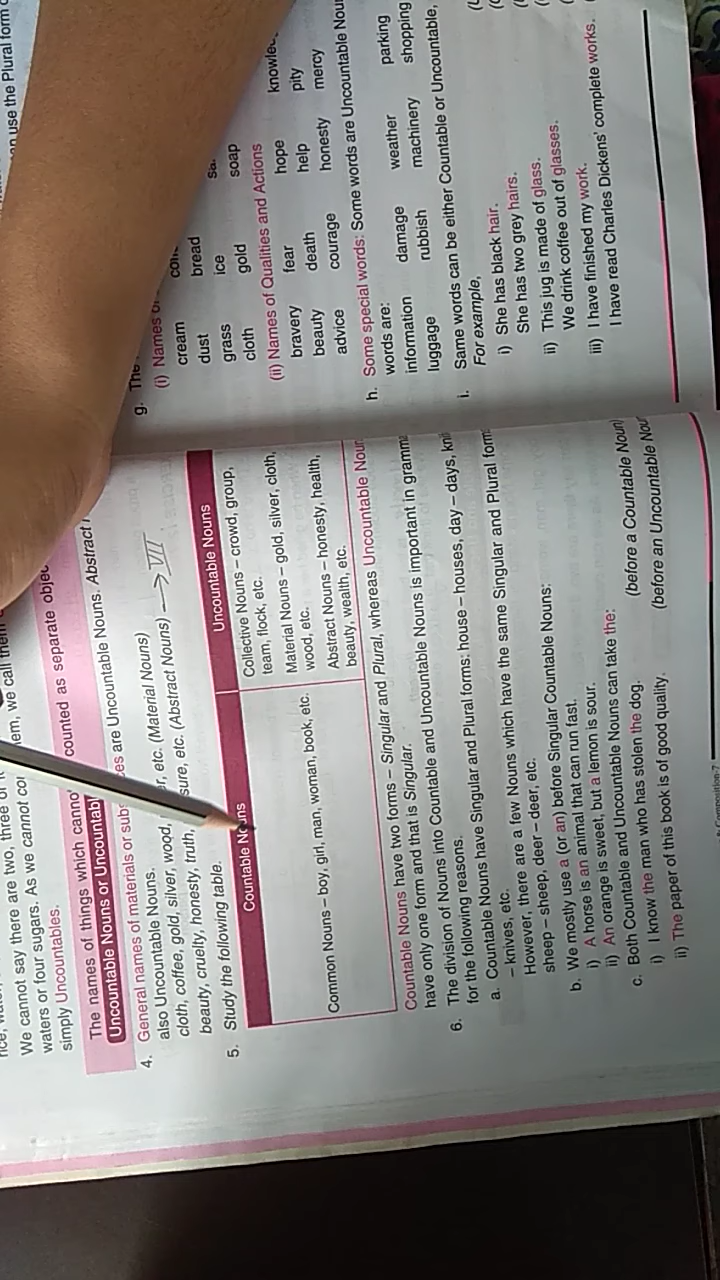 We cannot say there are two, three or
waters or four sugars. As we cannot them, we call them
simply Uncountables.
The names of things which cannot counted as separate
Uncountable Nouns or
4. General names of materials or are Uncountable Nouns. Abstract
also Uncountable Nouns.
cloth, coffee, gold, silver, wood, etc. (Material Nouns)
beauty, cruelty, honesty, truth, etc. (Abstract Nouns) → VII
5. Study the following table.
Countable Nouns Uncountable Nouns
Common Nouns – boy, girl, man, woman, book, etc.
Collective Nouns – crowd, group,
team, flock, etc.
Material Nouns – gold, silver, cloth,
wood, etc.
Abstract Nouns – honesty, health,
beauty, wealth, etc.
Countable Nouns have two forms – Singular and Plural, whereas Uncountable
have only one form and that is Singular.
6. The division of Nouns into Countable and Uncountable Nouns is important in
for the following reasons.
a. Countable Nouns have Singular and Plural forms: house – houses, day – days,
– knives, etc.
However, there are a few Nouns which have the same Singular and Plural
sheep – sheep, deer – deer, etc.
b. We mostly use a (or an) before Singular Countable Nouns:
i) A horse is an animal that can run fast.
ii) An orange is sweet, but a lemon is sour.
c. Both Countable and Uncountable Nouns can take the:
i) I know the man who has stolen the dog. (before a Countable Noun)
ii) The paper of this book is of good quality. (before an Uncountable
use the Plural form
g. The
(i) Names
cream
dust bread
grass ice soap
cloth gold
(ii) Names of Qualities and Actions
bravery fear hope
beauty death help pity
advice courage honesty mercy
h. Some special words: Some words are Uncountable
words are:
information damage weather parking
luggage rubbish machinery shopping
i. Same words can be either Countable or Uncountable,
For example,
i) She has black hair.
She has two grey hairs.
ii) This jug is made of glass.
We drink coffee out of glasses.
iii) I have finished my work.
I have read Charles Dickens' complete works.